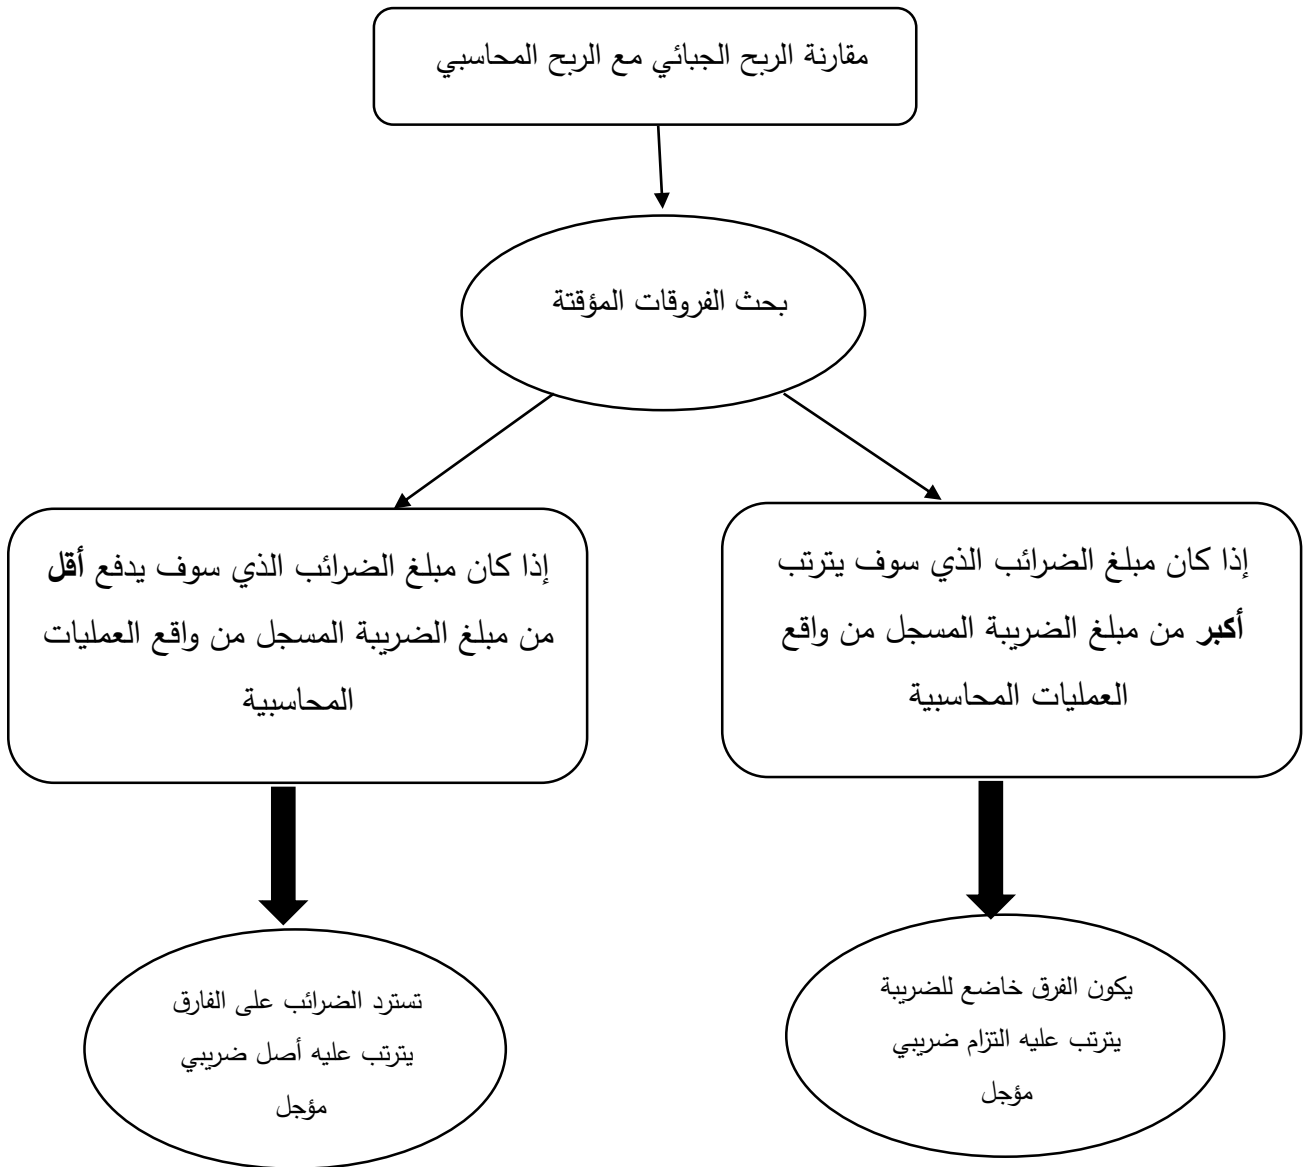 مقارنة الربح الجبائي مع الربح المحاسبي
بحث الفروقات المؤقتة
إذا كان مبلغ الضرائب الذي سوف يترتب
أكبر من مبلغ الضريبة المسجل من واقع
العمليات المحاسبية
إذا كان مبلغ الضرائب الذي سوف يدفع أقل
من مبلغ الضريبة المسجل من واقع العمليات
المحاسبية
يكون الفرق خاضع للضريبة
يترتب عليه التزام ضريبي
مؤجل
تسترد الضرائب على الفارق
يترتب عليه أصل ضريبي
مؤجل